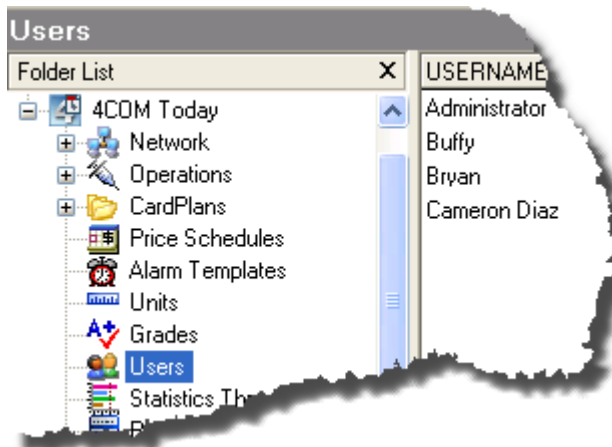 Users
Folder List X USERNAME
4COM Today
Network
Operations
CardPlans
Price Schedules
Alarm Templates
Units
Grades
Users
Statistics
Administrator
Buffy
Bryan
Cameron Diaz